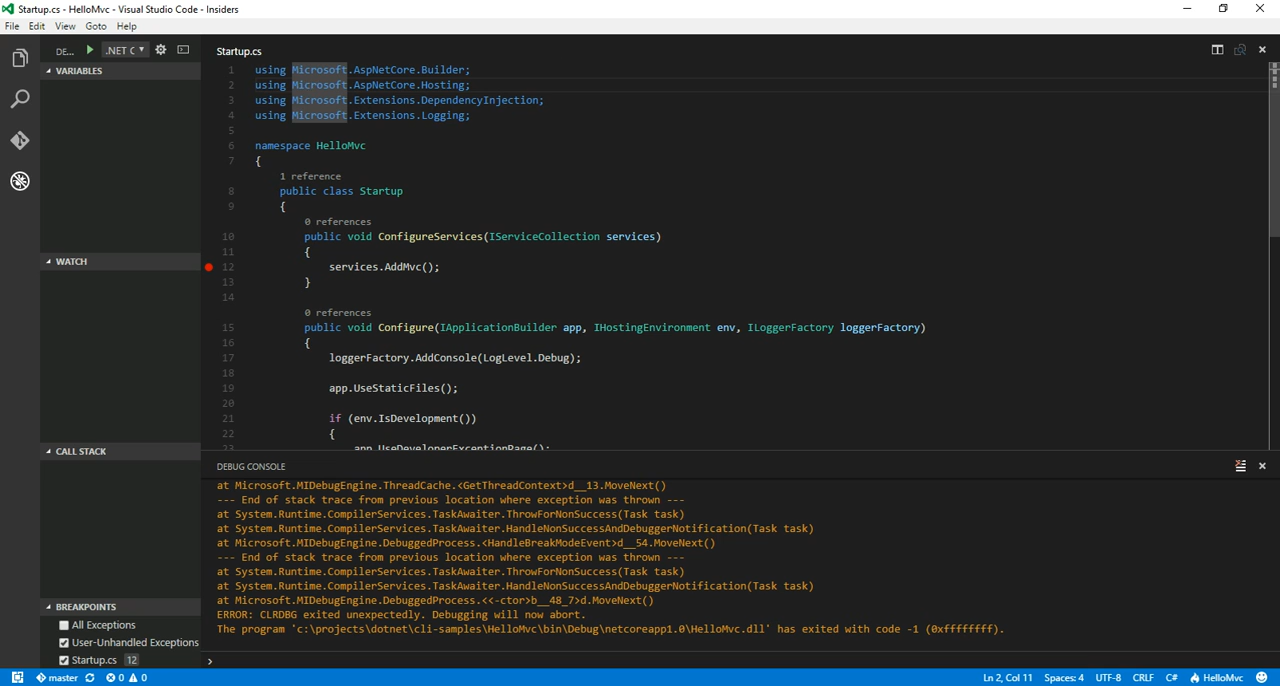 Startup.cs - HelloMvc - Visual Studio Code - Insiders
File Edit View Goto Help
DE... .NET C
VARIABLES
WATCH
CALL STACK
BREAKPOINTS
All Exceptions
User-Unhandled Exceptions
Startup.cs 12
Startup.cs
1 using Microsoft.AspNetCore.Builder;
2 using Microsoft.AspNetCore.Hosting;
3 using Microsoft.Extensions.DependencyInjection;
4 using Microsoft.Extensions.Logging;
5
6 namespace HelloMvc
7 {
1 reference
8 public class Startup
9 {
0 references
10 public void ConfigureServices(IServiceCollection services)
11 {
12 services.AddMvc();
13 }
14
0 references
15 public void Configure(IApplicationBuilder app, IHostingEnvironment env, ILoggerFactory loggerFactory)
16 {
17 loggerFactory.AddConsole(LogLevel.Debug);
18
19 app.UseStaticFiles();
20
21 if (env.IsDevelopment())
22 {
23 app.UseDeveloperExceptionPage();
DEBUG CONSOLE
at Microsoft.MIDebugEngine.ThreadCache.<GetThreadContext>d__13.MoveNext()
--- End of stack trace from previous location where exception was thrown ---
at System.Runtime.CompilerServices.TaskAwaiter.ThrowForNonSuccess(Task task)
at System.Runtime.CompilerServices.TaskAwaiter.HandleNonSuccessAndDebuggerNotification(Task task)
at Microsoft.MIDebugEngine.DebuggedProcess.<HandleBreakModeEvent>d__54.MoveNext()
--- End of stack trace from previous location where exception was thrown ---
at System.Runtime.CompilerServices.TaskAwaiter.ThrowForNonSuccess(Task task)
at System.Runtime.CompilerServices.TaskAwaiter.HandleNonSuccessAndDebuggerNotification(Task task)
at Microsoft.MIDebugEngine.DebuggedProcess.<<-ctor>b__48_7>d.MoveNext()
ERROR: CLRDBG exited unexpectedly. Debugging will now abort.
The program 'c:\projects\dotnet\cli-samples\HelloMvc\bin\Debug\netcoreapp1.0\HelloMvc.dll' has exited with code -1 (0xffffffff).
>
master 0 0 Ln 2, Col 11 Spaces: 4 UTF-8 CRLF C# HelloMvc